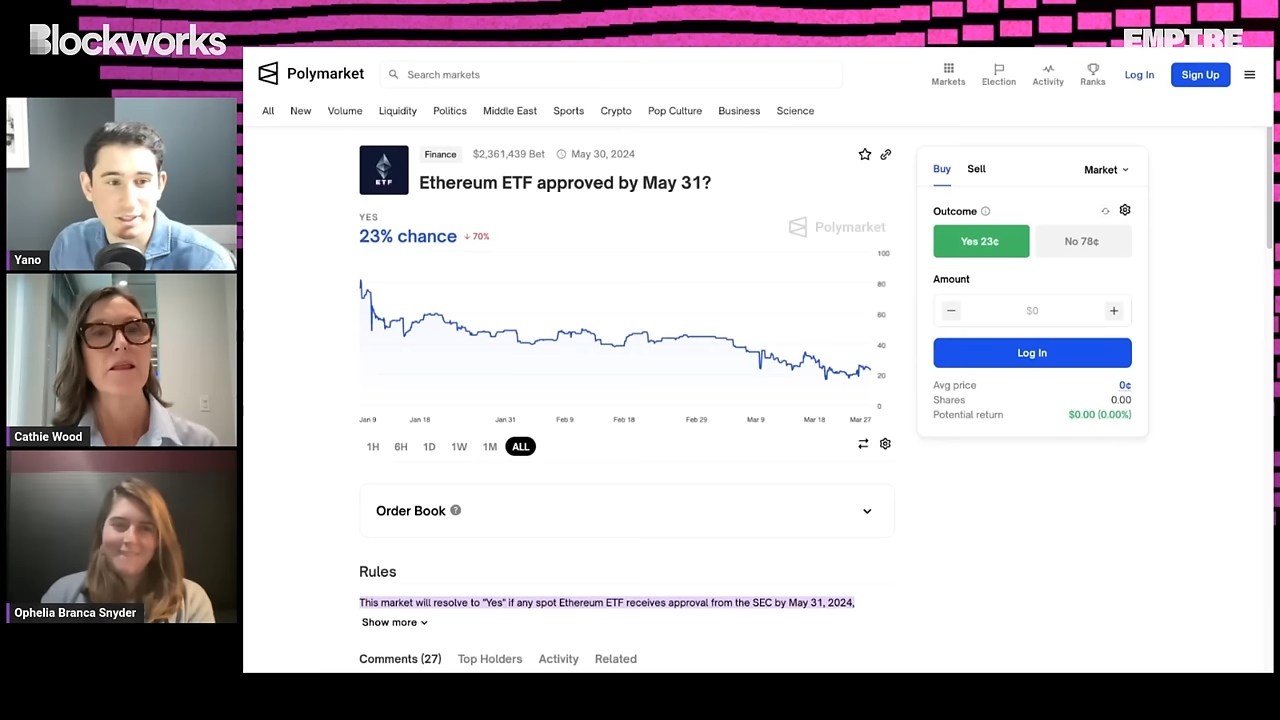 Blockworks
EMPIRE
Polymarket
Search markets
Markets
Election
Activity
Ranks
Log In
Sign Up
All New Volume Liquidity Politics Middle East Sports Crypto Pop Culture Business Science
ETF
Finance $2,361,439 Bet May 30, 2024
Ethereum ETF approved by May 31?
YES
23% chance ↓ 70%
Polymarket
100
80
60
40
20
0
Jan 9 Jan 18 Jan 31 Feb 9 Feb 18 Feb 29 Mar 9 Mar 18 Mar 27
1H 6H 1D 1W 1M ALL
Order Book ?
Rules
This market will resolve to "Yes" if any spot Ethereum ETF receives approval from the SEC by May 31, 2024,
Show more
Comments (27) Top Holders Activity Related
Buy Sell Market
Outcome
Yes 23¢ No 78¢
Amount
− $0 +
Log In
Avg price 0¢
Shares 0.00
Potential return $0.00 (0.00%)
Yano
Cathie Wood
Ophelia Branca Snyder